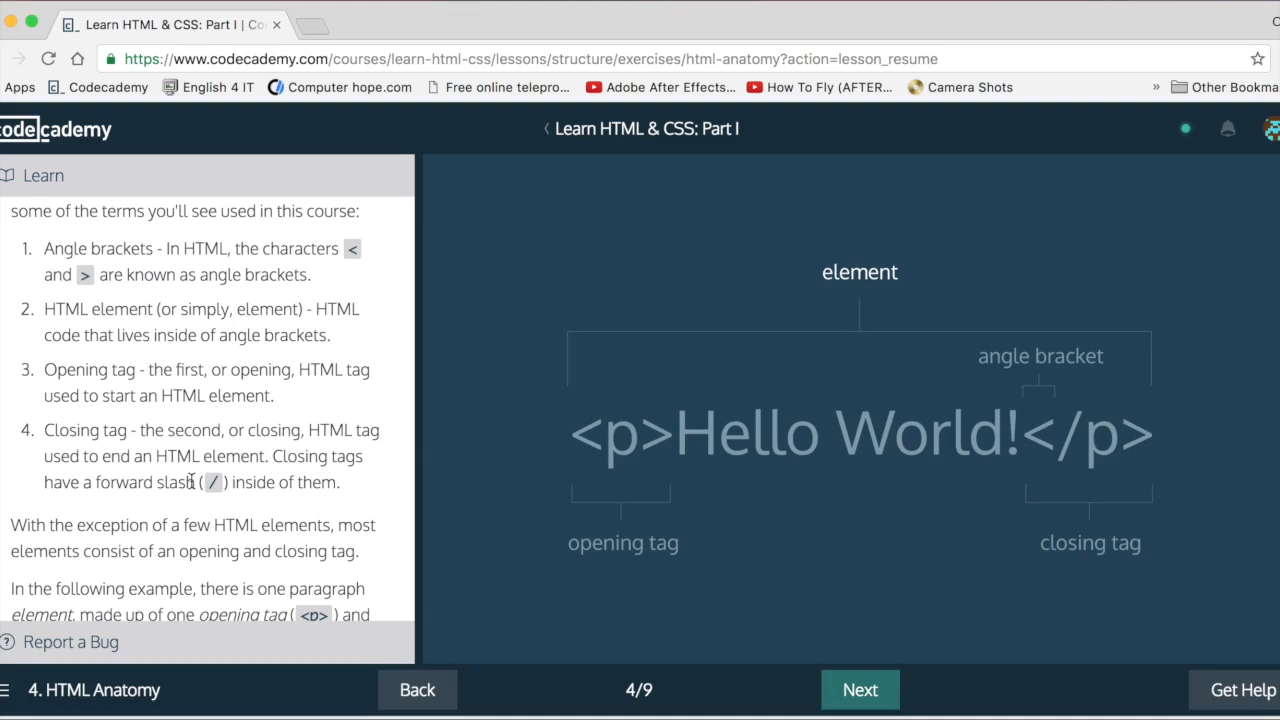 Learn HTML & CSS: Part I | Co
https://www.codecademy.com/courses/learn-html-css/lessons/structure/exercises/html-anatomy?action=lesson_resume
Apps c_ Codecademy English 4 IT Computer hope.com Free online telepro... Adobe After Effects... How To Fly (AFTER... Camera Shots » Other Bookma
codecademy
Learn HTML & CSS: Part I
Learn
some of the terms you'll see used in this course:
1. Angle brackets - In HTML, the characters <
and > are known as angle brackets.
2. HTML element (or simply, element) - HTML
code that lives inside of angle brackets.
3. Opening tag - the first, or opening, HTML tag
used to start an HTML element.
4. Closing tag - the second, or closing, HTML tag
used to end an HTML element. Closing tags
have a forward slash ( / ) inside of them.
With the exception of a few HTML elements, most
elements consist of an opening and closing tag.
In the following example, there is one paragraph
element, made up of one opening tag ( <p> ) and
Report a Bug
element
angle bracket
<p>Hello World!</p>
opening tag closing tag
4. HTML Anatomy Back 4/9 Next Get Help